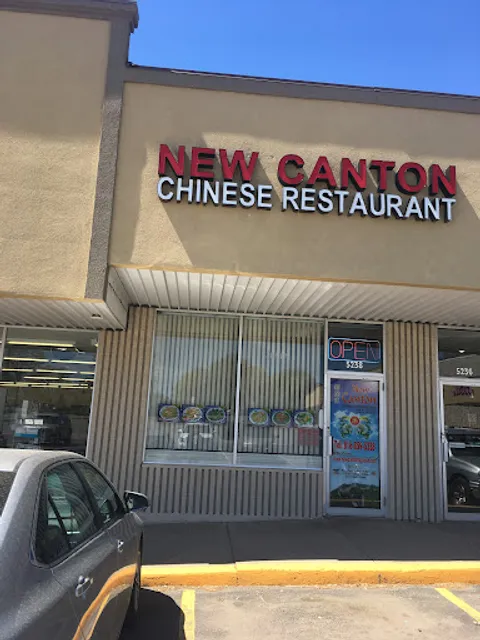 NEW CANTON
CHINESE RESTAURANT
OPEN
5238
5236
New
CANTON